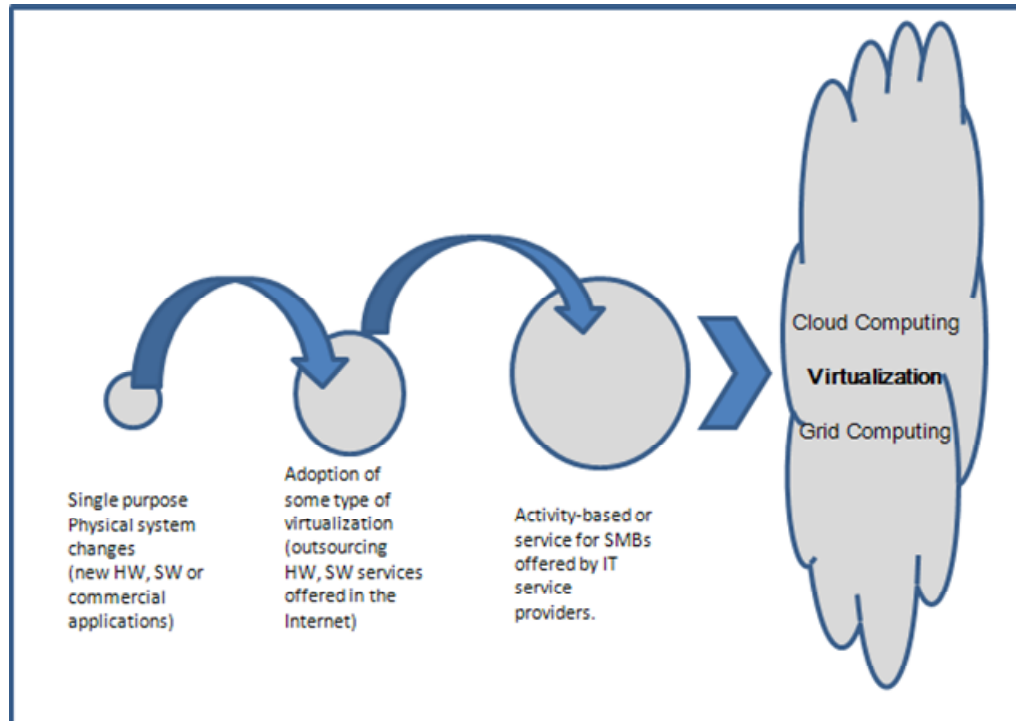 Single purpose
Physical system
changes
(new HW, SW or
commercial
applications)
Adoption of
some type of
virtualization
(outsourcing
HW, SW services
offered in the
Internet)
Activity-based or
service for SMBs
offered by IT
service
providers.
Cloud Computing
Virtualization
Grid Computing